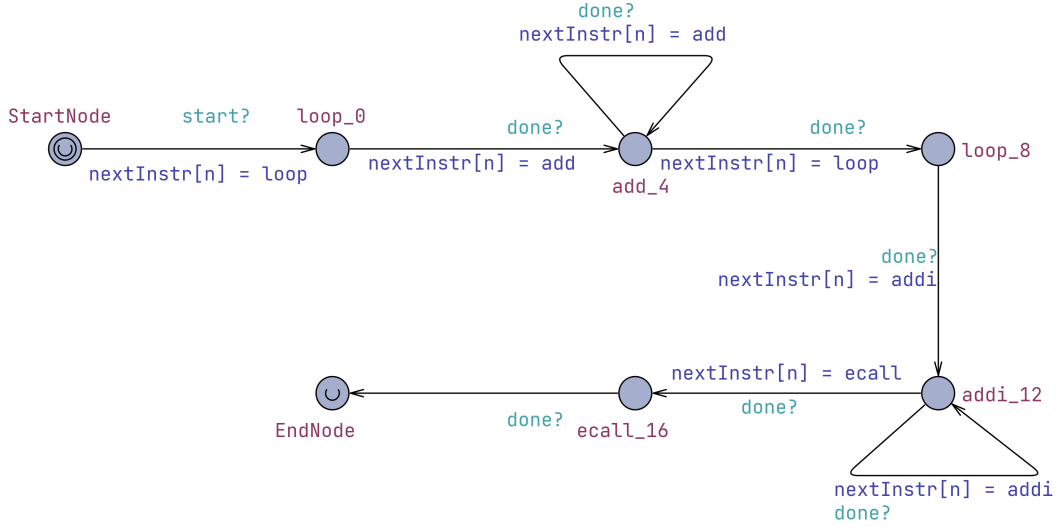 done?
nextInstr[n] = add
StartNode
start?
loop_0
done?
done?
nextInstr[n] = loop
nextInstr[n] = add
nextInstr[n] = loop
loop_8
add_4
done?
nextInstr[n] = addi
nextInstr[n] = ecall
done?
addi_12
EndNode
done?
ecall_16
nextInstr[n] = addi
done?